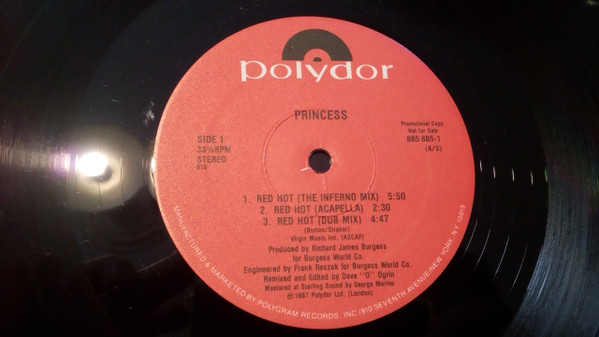 polydor
PRINCESS
SIDE 1
33⅓ RPM
STEREO
Promotional Copy
Not for Sale
885 885-1
(A/S)
1. RED HOT (THE INFERNO MIX) 5:50
2. RED HOT (ACAPELLA) 2:30
3. RED HOT (DUB MIX) 4:47
Virgin Music Inc. (ASCAP)
Produced by Richard James Burgess
for Burgess World Co.
Engineered by Frank Roszak for Burgess World Co.
Remixed and Edited by Dave "O" Ogrin
Mastered at Sterling Sound by George Marino
℗ 1987 Polydor Ltd. (London)
MANUFACTURED & MARKETED BY POLYGRAM RECORDS, INC./810 SEVENTH AVENUE/NEW YORK, N.Y. 10019